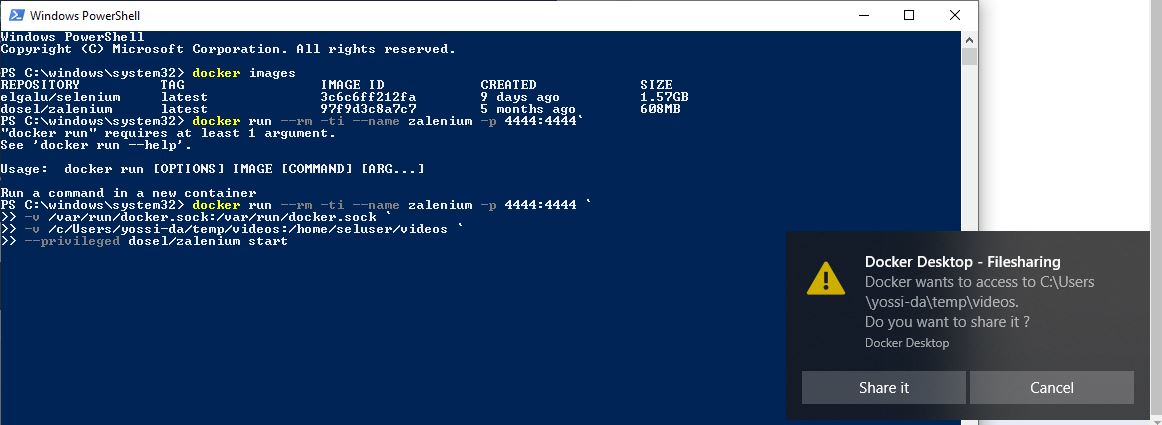 Windows PowerShell
Windows PowerShell
Copyright (C) Microsoft Corporation. All rights reserved.
PS C:\windows\system32> docker images
REPOSITORY TAG IMAGE ID CREATED SIZE
elgalu/selenium latest 3c6c6ff212fa 9 days ago 1.57GB
dosel/zalenium latest 97f9d3c8a7c7 5 months ago 608MB
PS C:\windows\system32> docker run --rm -ti --name zalenium -p 4444:4444`
"docker run" requires at least 1 argument.
See 'docker run --help'.
Usage:  docker run [OPTIONS] IMAGE [COMMAND] [ARG...]
Run a command in a new container
PS C:\windows\system32> docker run --rm -ti --name zalenium -p 4444:4444 `
>> -v /var/run/docker.sock:/var/run/docker.sock `
>> -v /c/Users/yossi-da/temp/videos:/home/seluser/videos `
>> --privileged dosel/zalenium start
Docker Desktop - Filesharing
Docker wants to access to C:\Users
\yossi-da\temp\videos.
Do you want to share it ?
Docker Desktop
Share it
Cancel